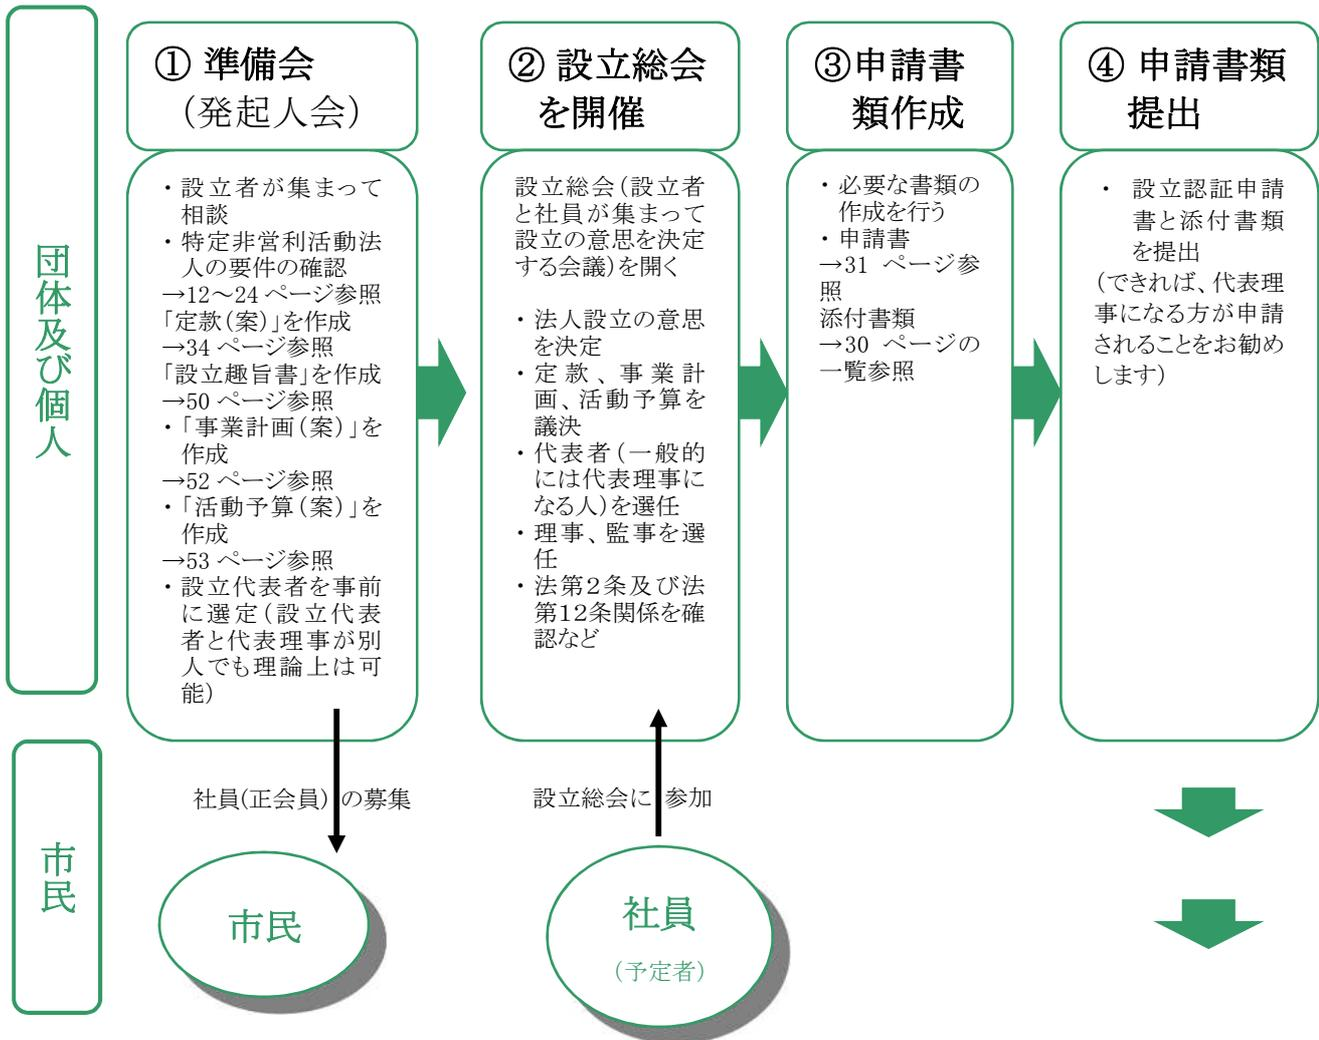 団体及び個人
① 準備会
（発起人会）
・設立者が集まって
相談
・特定非営利活動法
人の要件の確認
→12～24 ページ参照
「定款（案）」を作成
→34 ページ参照
「設立趣旨書」を作成
→50 ページ参照
・「事業計画（案）」を
作成
→52 ページ参照
・「活動予算（案）」を
作成
→53 ページ参照
・設立代表者を事前
に選定（設立代表
者と代表理事が別
人でも理論上は可
能）
② 設立総会
を開催
設立総会（設立者
と社員が集まって
設立の意思を決定
する会議）を開く
・法人設立の意思
を決定
・定款、事業計
画、活動予算を
議決
・代表者（一般的
には代表理事に
なる人）を選任
・理事、監事を選
任
・法第２条及び法
第１２条関係を確
認など
③申請書
類作成
・必要な書類の
作成を行う
・申請書
→31 ページ参
照
添付書類
→30 ページの
一覧参照
④ 申請書類
提出
・ 設立認証申請
書と添付書類
を提出
（できれば、代表理
事になる方が申請
されることをお勧め
します）
市民
社員(正会員) の募集
設立総会に 参加
市民
社員
（予定者）